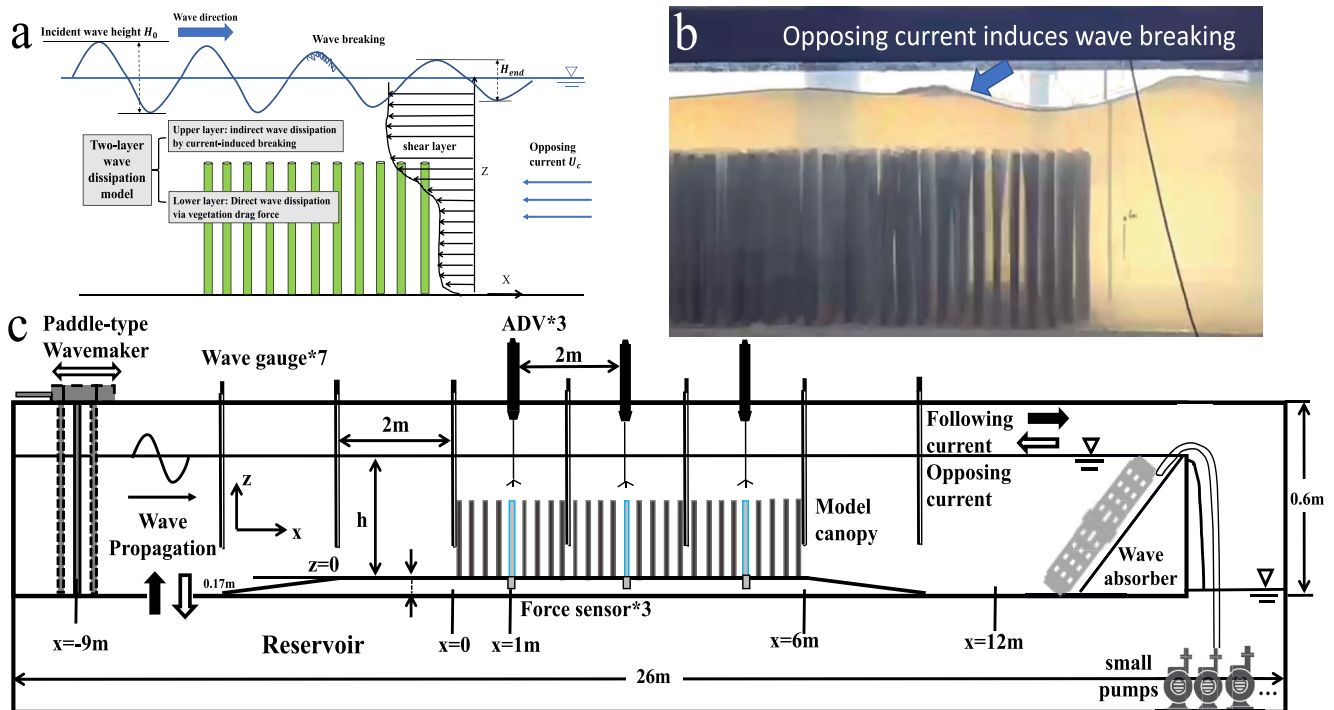 a
Incident wave height H₀
Wave direction
Wave breaking
H_end
Two-layer
wave
dissipation
model
Upper layer: indirect wave dissipation
by current-induced breaking
Lower layer: Direct wave dissipation
via vegetation drag force
shear layer
Z
Opposing
current U_c
X
b
Opposing current induces wave breaking
c
Paddle-type
Wavemaker
Wave gauge*7
ADV*3
2m
2m
Following
current
Opposing
current
0.6m
z
x
h
Wave
Propagation
z=0
0.17m
Model
canopy
Wave
absorber
Force sensor*3
x=-9m
Reservoir
x=0
x=1m
x=6m
x=12m
26m
small
pumps
...